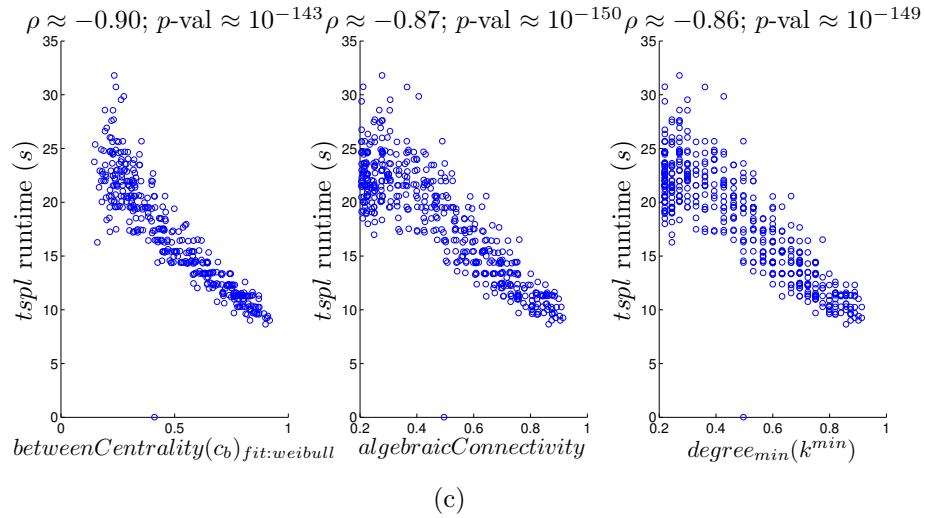 ρ ≈ −0.90; p-val ≈ 10^−143 ρ ≈ −0.87; p-val ≈ 10^−150 ρ ≈ −0.86; p-val ≈ 10^−149
35 35 35
30 30 30
25 25 25
20 20 20
15 15 15
10 10 10
5 5 5
0 0 0
tspl runtime (s) tspl runtime (s) tspl runtime (s)
0 0.5 1 0.2 0.4 0.6 0.8 1 0.2 0.4 0.6 0.8 1
betweenCentrality(c_b)_fit:weibull algebraicConnectivity degree_min(k^min)
(c)